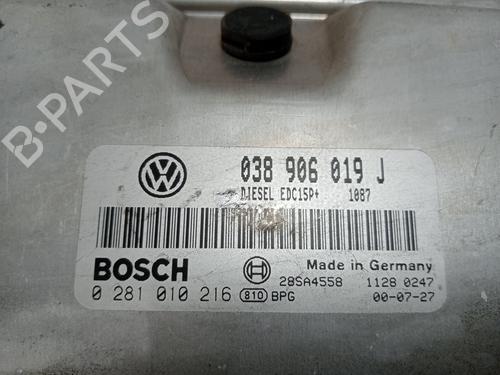 B-PARTS
038 906 019 J
DIESEL EDC15P+ 1087
BOSCH
Made in Germany
28SA4558 1128 0247
0 281 010 216 810 BPG 00-07-27